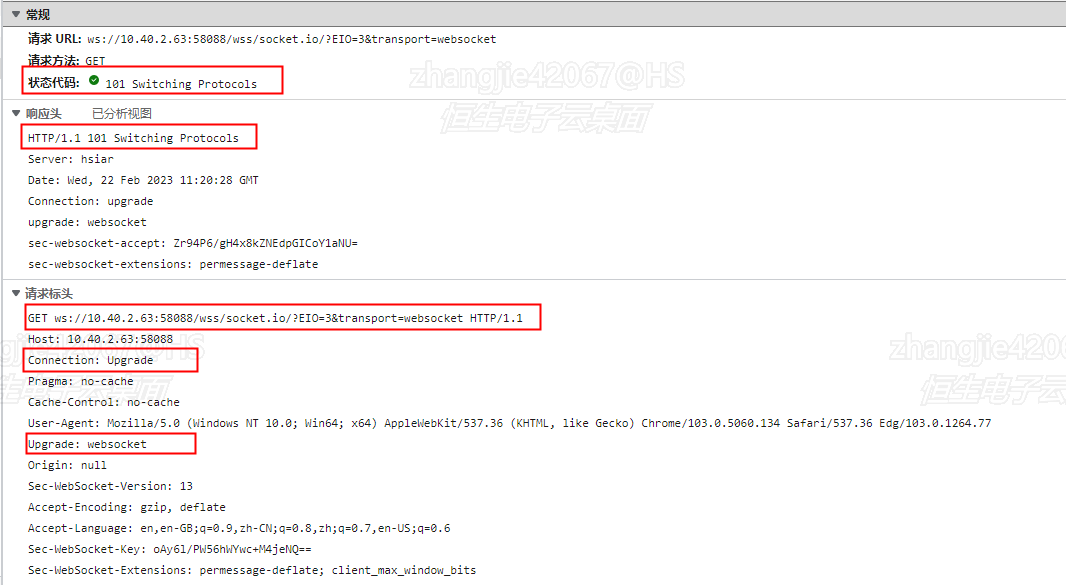 常规
请求 URL: ws://10.40.2.63:58088/wss/socket.io/?EIO=3&transport=websocket
请求方法: GET
状态代码: 101 Switching Protocols
zhangjie42067@HS
恒生电子云桌面
响应头 已分析视图
HTTP/1.1 101 Switching Protocols
Server: hsiar
Date: Wed, 22 Feb 2023 11:20:28 GMT
Connection: upgrade
upgrade: websocket
sec-websocket-accept: Zr94P6/gH4x8kZNEdpGICoY1aNU=
sec-websocket-extensions: permessage-deflate
请求标头
GET ws://10.40.2.63:58088/wss/socket.io/?EIO=3&transport=websocket HTTP/1.1
Host: 10.40.2.63:58088
Connection: Upgrade
Pragma: no-cache
Cache-Control: no-cache
User-Agent: Mozilla/5.0 (Windows NT 10.0; Win64; x64) AppleWebKit/537.36 (KHTML, like Gecko) Chrome/103.0.5060.134 Safari/537.36 Edg/103.0.1264.77
Upgrade: websocket
Origin: null
Sec-WebSocket-Version: 13
Accept-Encoding: gzip, deflate
Accept-Language: en,en-GB;q=0.9,zh-CN;q=0.8,zh;q=0.7,en-US;q=0.6
Sec-WebSocket-Key: oAy6l/PW56hWYwc+M4jeNQ==
Sec-WebSocket-Extensions: permessage-deflate; client_max_window_bits
zhangjie420
恒生电子云